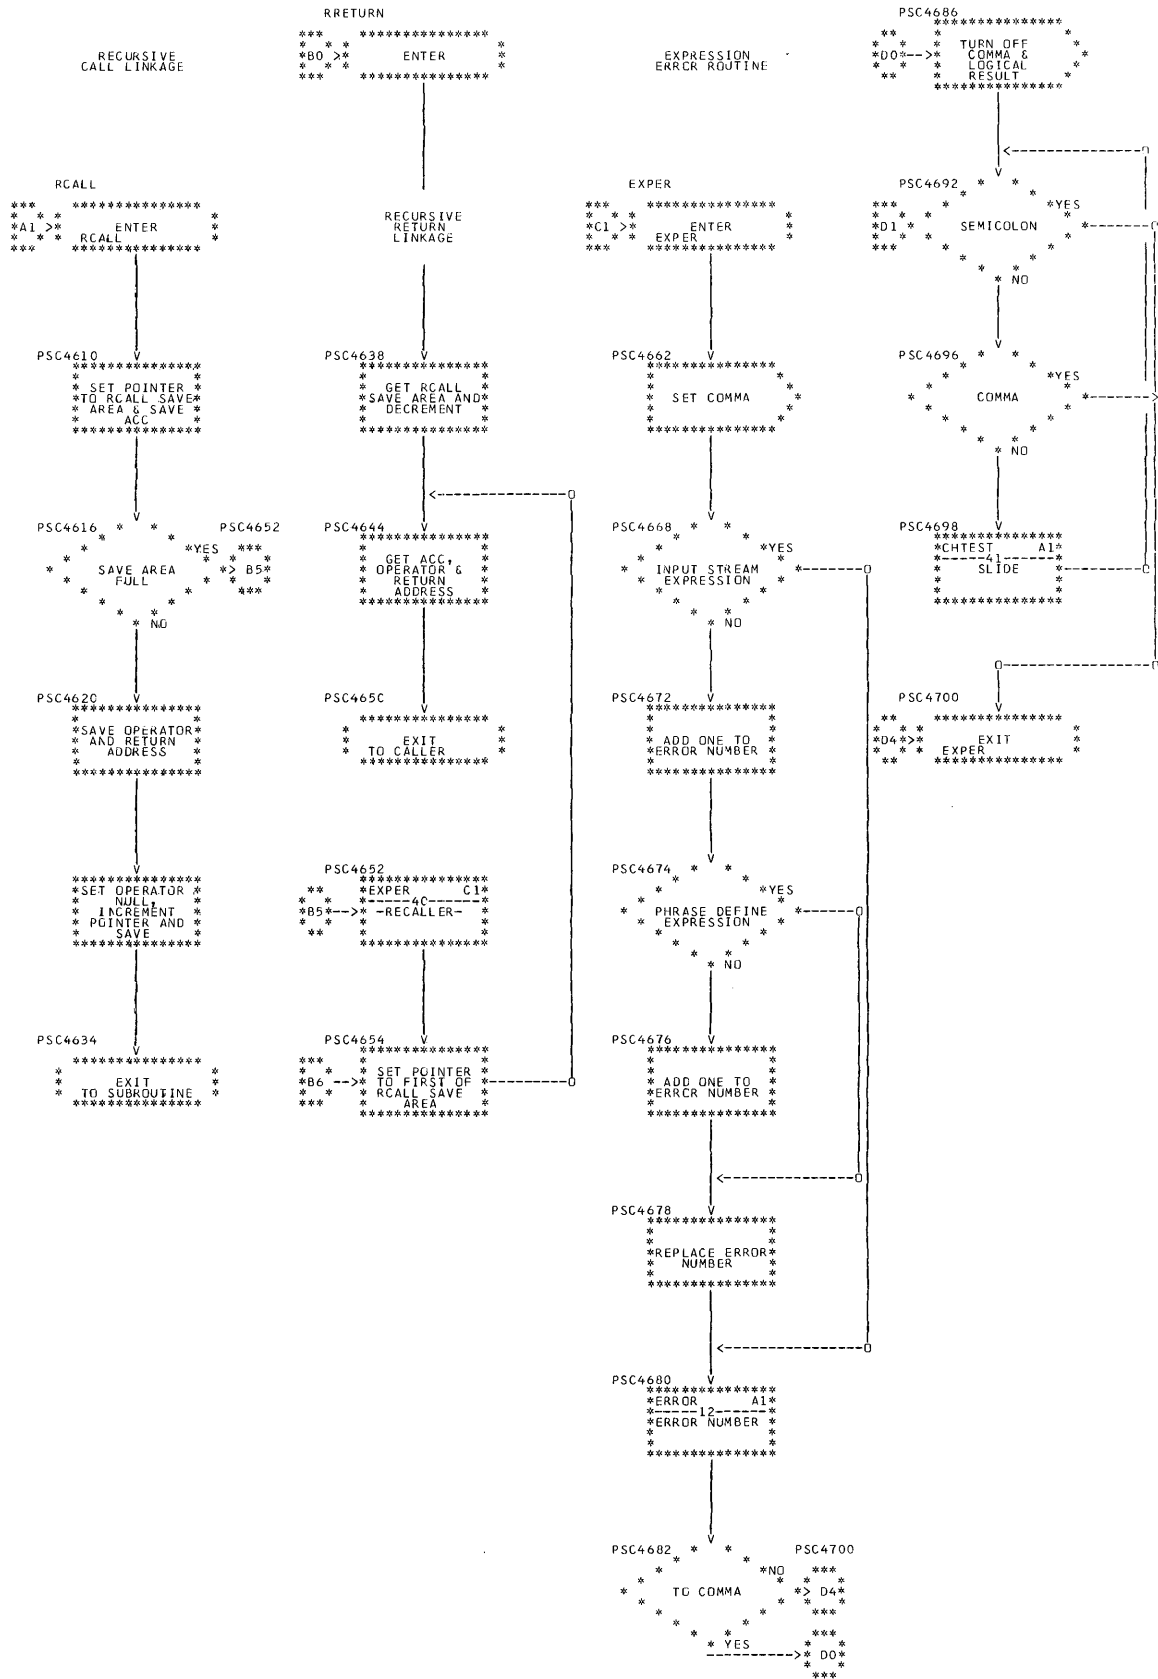 RECURSIVE
CALL LINKAGE
RCALL
A1 >
ENTER
RCALL
PSC4610
SET POINTER
TO RCALL SAVE
AREA & SAVE
ACC
PSC4616
SAVE AREA
FULL
YES
PSC4652
> B5
NO
PSC4620
SAVE OPERATOR
AND RETURN
ADDRESS
SET OPERATOR
NULL,
INCREMENT
POINTER AND
SAVE
PSC4634
EXIT
TO SUBROUTINE
RRETURN
B0 >
ENTER
RECURSIVE
RETURN
LINKAGE
PSC4638
GET RCALL
SAVE AREA AND
DECREMENT
PSC4644
GET ACC,
OPERATOR &
RETURN
ADDRESS
PSC4650
EXIT
TO CALLER
PSC4652
B5 -->
EXPER C1
40
-RECALLER-
PSC4654
B6 -->
SET POINTER
TO FIRST OF
RCALL SAVE
AREA
EXPRESSION
ERROR ROUTINE
EXPER
C1 >
ENTER
EXPER
PSC4662
SET COMMA
PSC4668
INPUT STREAM
EXPRESSION
YES
NO
PSC4672
ADD ONE TO
ERROR NUMBER
PSC4674
PHRASE DEFINE
EXPRESSION
YES
NO
PSC4676
ADD ONE TO
ERROR NUMBER
PSC4678
REPLACE ERROR
NUMBER
PSC4680
ERROR A1
12
ERROR NUMBER
PSC4682
TO COMMA
NO
PSC4700
> D4
YES
> D0
PSC4686
D0 -->
TURN OFF
COMMA &
LOGICAL
RESULT
PSC4692
D1
SEMICOLON
YES
NO
PSC4696
COMMA
YES
NO
PSC4698
CHTEST A1
41
SLIDE
PSC4700
D4 >
EXIT
EXPER